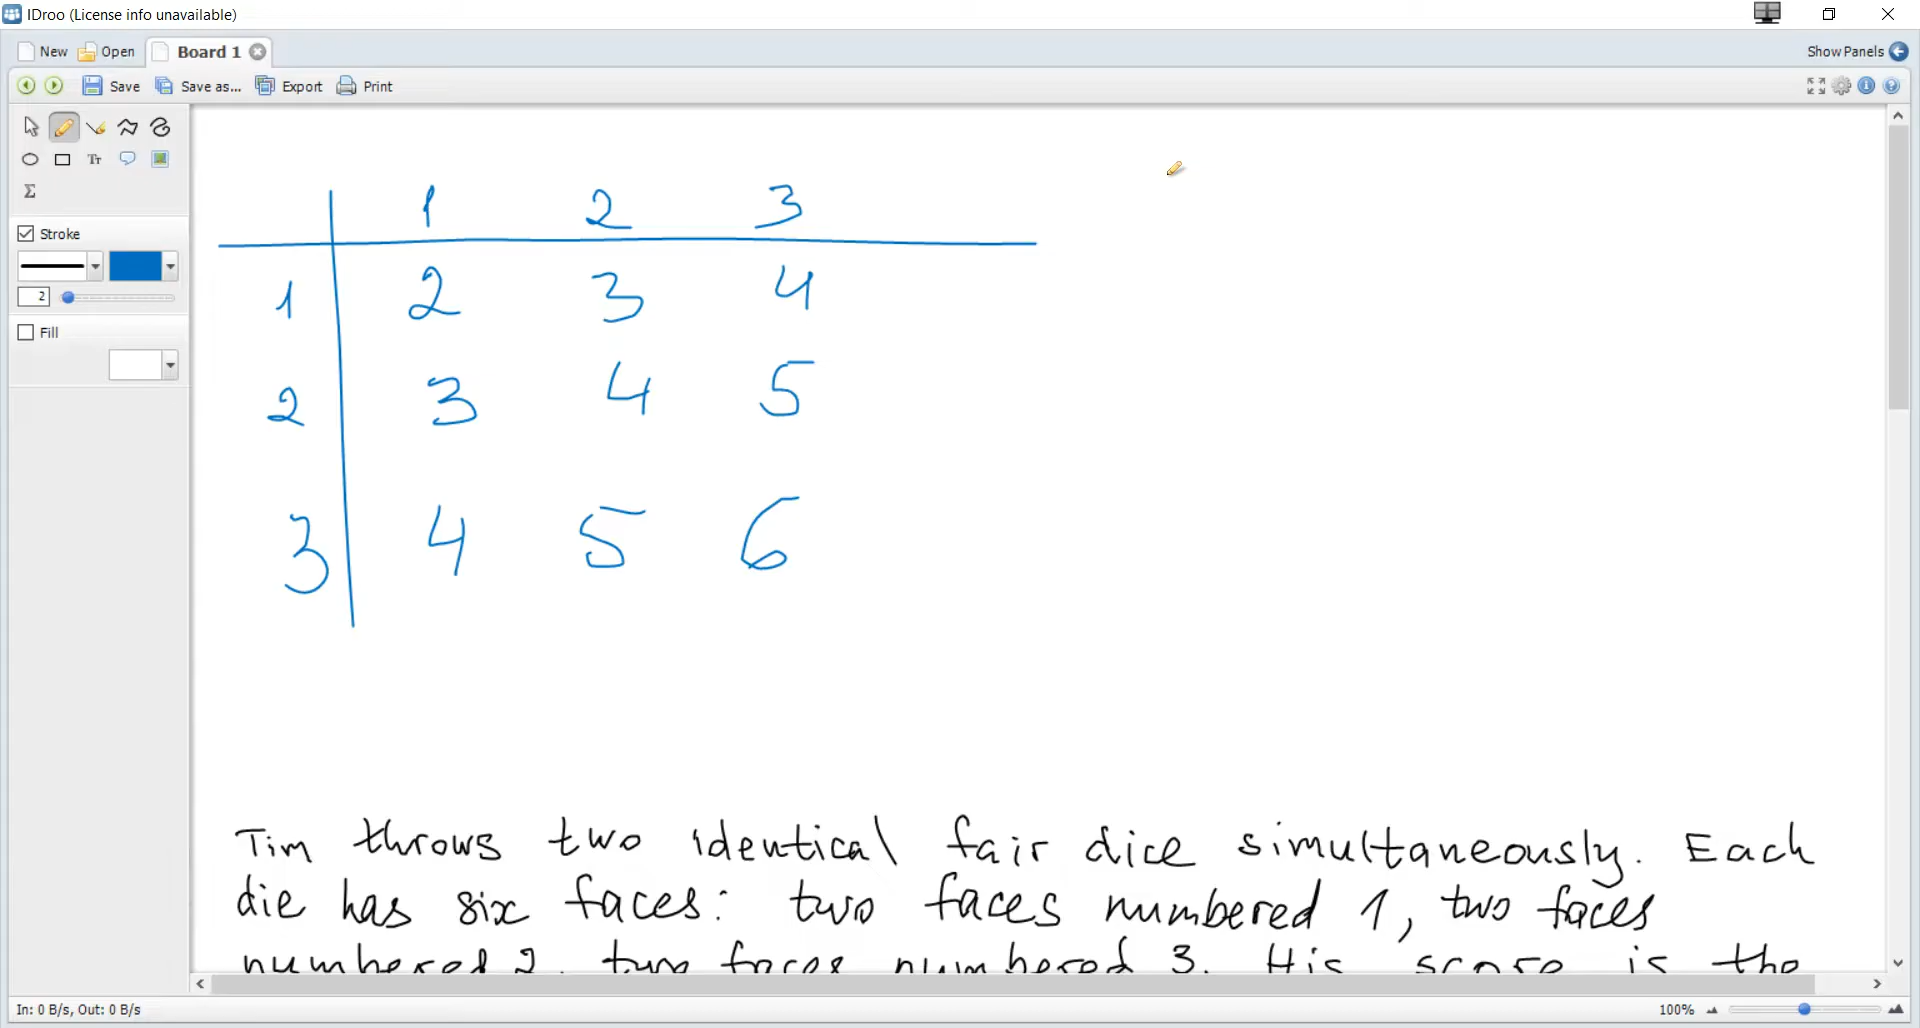 IDroo (License info unavailable)
New Open Board 1 Show Panels
Save Save as... Export Print
Tт
Σ
Stroke
2
Fill
1 2 3
1 2 3 4
2 3 4 5
3 4 5 6
Tim throws two identical fair dice simultaneously. Each
die has six faces: two faces numbered 1, two faces
numbered 2, two faces numbered 3. His score is the
In: 0 B/s, Out: 0 B/s 100%